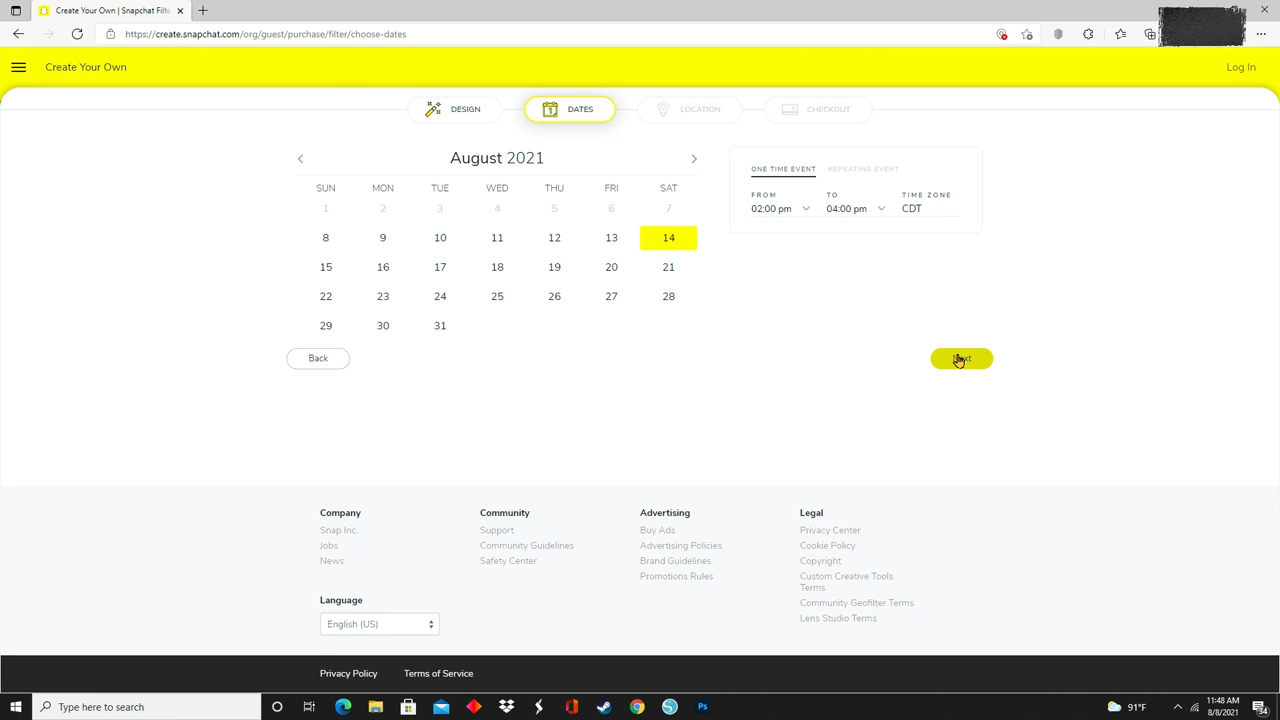 Create Your Own | Snapchat Filte
https://create.snapchat.com/org/guest/purchase/filter/choose-dates
Create Your Own
Log In
DESIGN
DATES
LOCATION
CHECKOUT
August 2021
SUN MON TUE WED THU FRI SAT
1 2 3 4 5 6 7
8 9 10 11 12 13 14
15 16 17 18 19 20 21
22 23 24 25 26 27 28
29 30 31
ONE TIME EVENT REPEATING EVENT
FROM TO TIME ZONE
02:00 pm 04:00 pm CDT
Back
Next
Company
Snap Inc.
Jobs
News
Community
Support
Community Guidelines
Safety Center
Advertising
Buy Ads
Advertising Policies
Brand Guidelines
Promotions Rules
Legal
Privacy Center
Cookie Policy
Copyright
Custom Creative Tools
Terms
Community Geofilter Terms
Lens Studio Terms
Language
English (US)
Privacy Policy Terms of Service
Type here to search
Ps
91°F
11:48 AM
8/8/2021
34